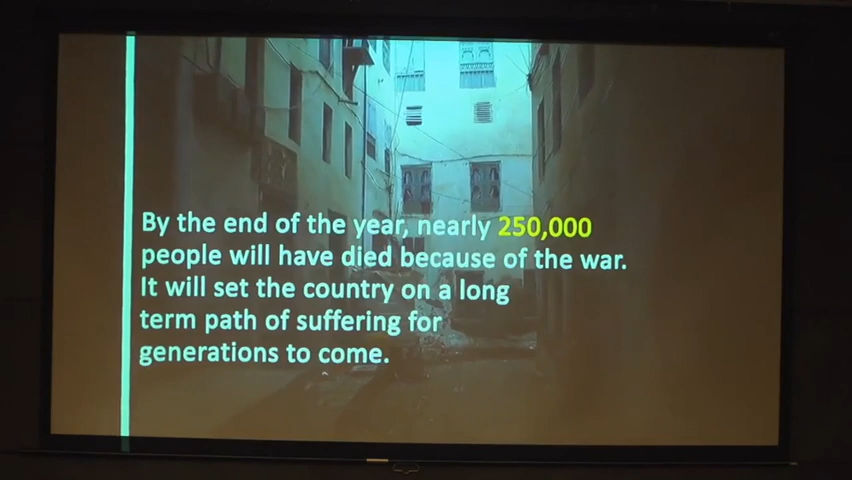 By the end of the year, nearly 250,000
people will have died because of the war.
It will set the country on a long
term path of suffering for
generations to come.